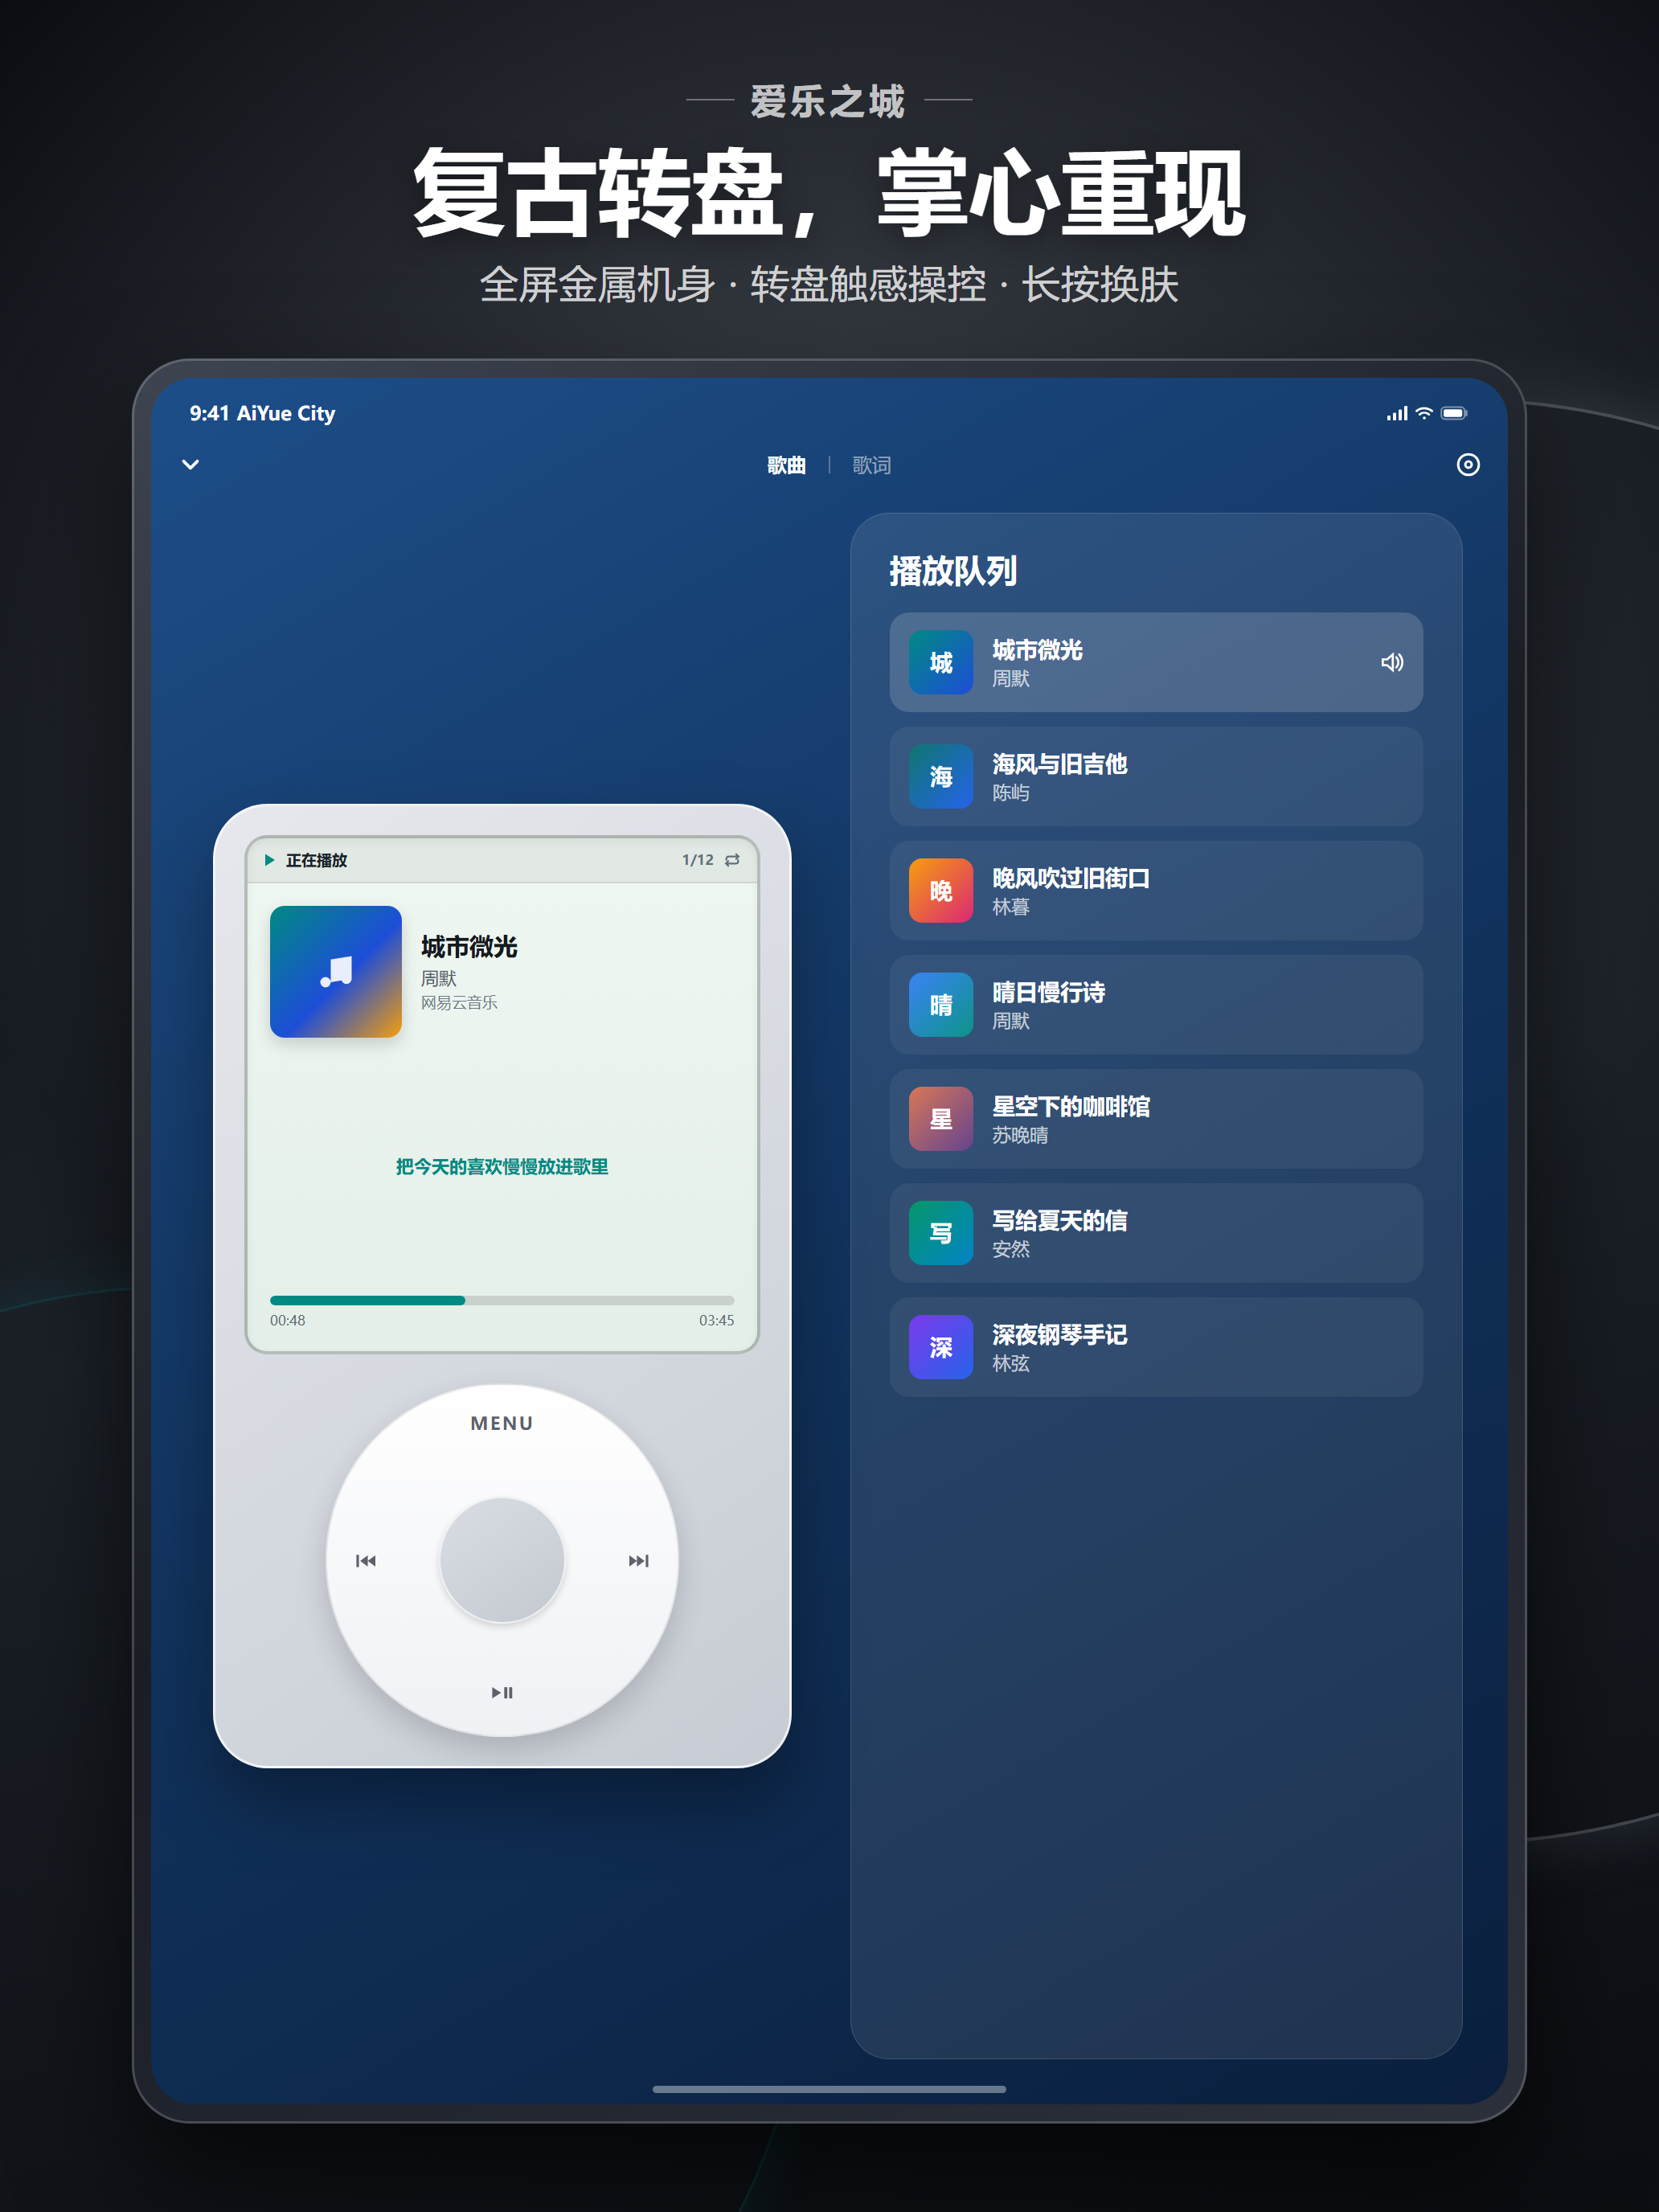 爱乐之城
复古转盘，掌心重现
全屏金属机身 · 转盘触感操控 · 长按换肤
9:41 AiYue City
歌曲 | 歌词
正在播放 1/12
城市微光
周默
网易云音乐
把今天的喜欢慢慢放进歌里
00:48 03:45
MENU
播放队列
城
城市微光
周默
海
海风与旧吉他
陈屿
晚
晚风吹过旧街口
林暮
晴
晴日慢行诗
周默
星
星空下的咖啡馆
苏晚晴
写
写给夏天的信
安然
深
深夜钢琴手记
林弦